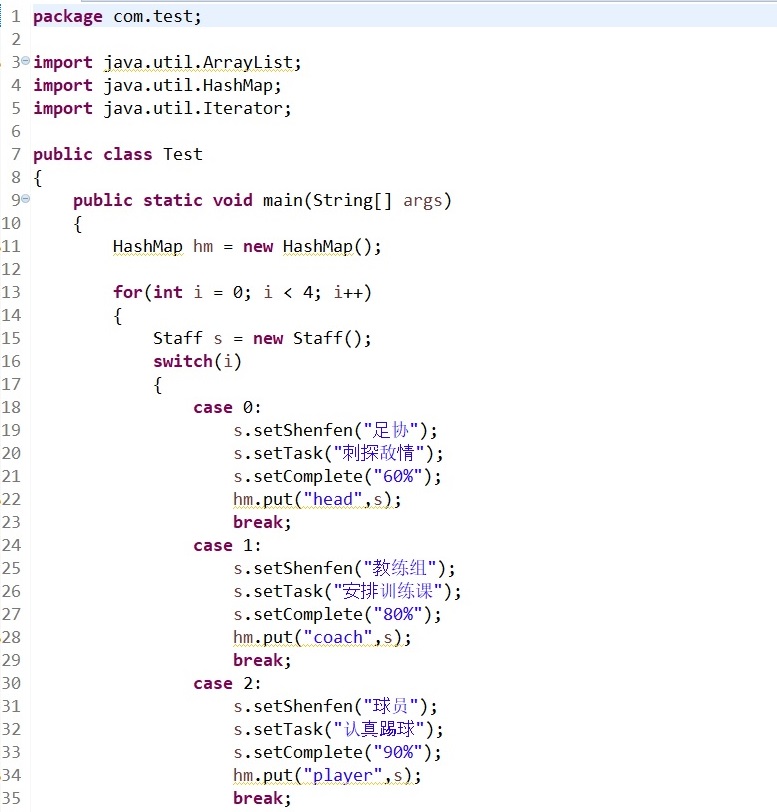 1 package com.test;
2
3 import java.util.ArrayList;
4 import java.util.HashMap;
5 import java.util.Iterator;
6
7 public class Test
8 {
9     public static void main(String[] args)
10     {
11         HashMap hm = new HashMap();
12
13         for(int i = 0; i < 4; i++)
14         {
15             Staff s = new Staff();
16             switch(i)
17             {
18                 case 0:
19                     s.setShenfen("足协");
20                     s.setTask("刺探敌情");
21                     s.setComplete("60%");
22                     hm.put("head",s);
23                     break;
24                 case 1:
25                     s.setShenfen("教练组");
26                     s.setTask("安排训练课");
27                     s.setComplete("80%");
28                     hm.put("coach",s);
29                     break;
30                 case 2:
31                     s.setShenfen("球员");
32                     s.setTask("认真踢球");
33                     s.setComplete("90%");
34                     hm.put("player",s);
35                     break;